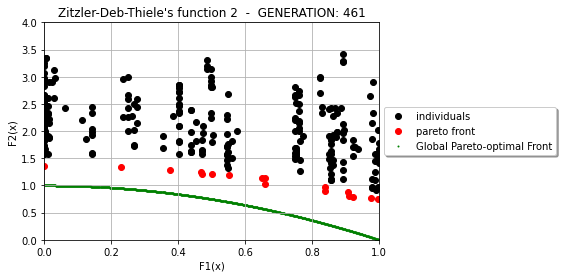 Zitzler-Deb-Thiele's function 2  -  GENERATION: 461
F2(x)
4.0
3.5
3.0
2.5
2.0
1.5
1.0
0.5
0.0
0.0 0.2 0.4 0.6 0.8 1.0
F1(x)
individuals
pareto front
Global Pareto-optimal Front